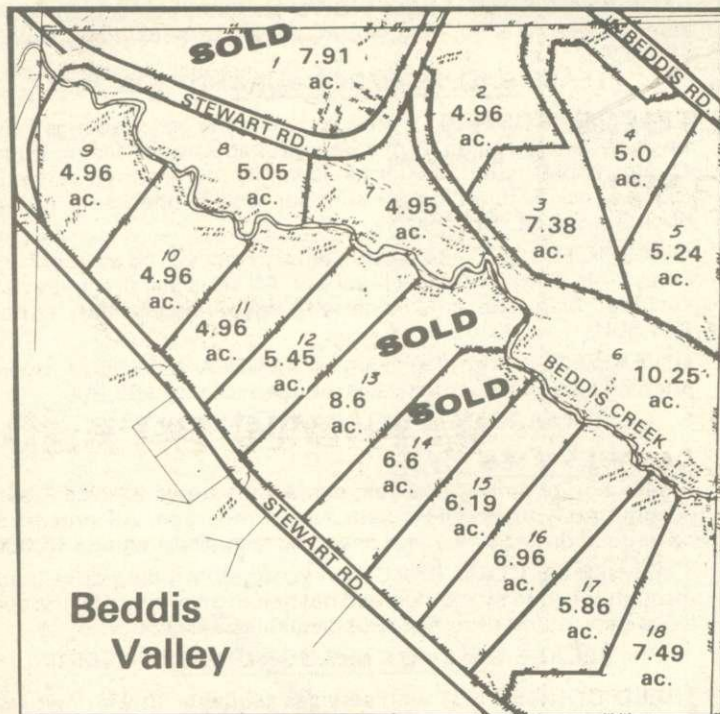 SOLD
1 7.91
ac.
STEWART RD.
BEDDIS RD.
2
4.96
ac.
4
5.0
ac.
9
4.96
ac.
8
5.05
ac.
7
4.95
ac.
3
7.38
ac.
5
5.24
ac.
10
4.96
ac.
11
4.96
ac.
12
5.45
ac.
SOLD
13
8.6
ac.
BEDDIS CREEK
6
10.25
ac.
SOLD
14
6.6
ac.
15
6.19
ac.
16
6.96
ac.
17
5.86
ac.
18
7.49
ac.
STEWART RD.
Beddis
Valley